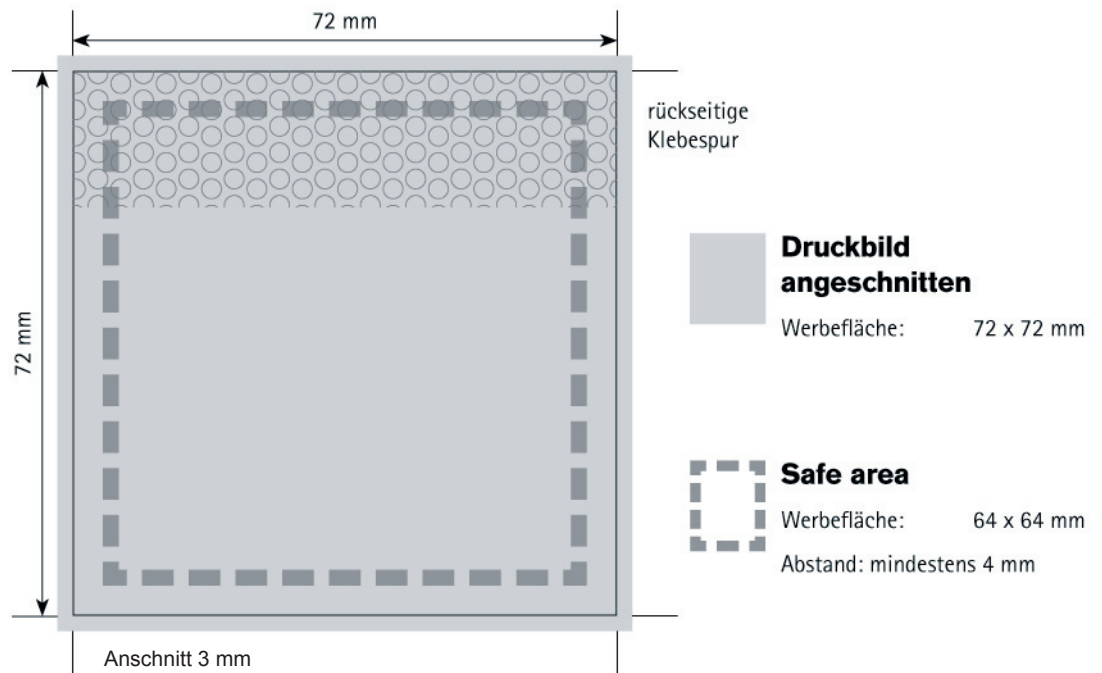 72 mm
72 mm
rückseitige
Klebespur
Druckbild
angeschnitten
Werbefläche: 72 x 72 mm
Safe area
Werbefläche: 64 x 64 mm
Abstand: mindestens 4 mm
Anschnitt 3 mm